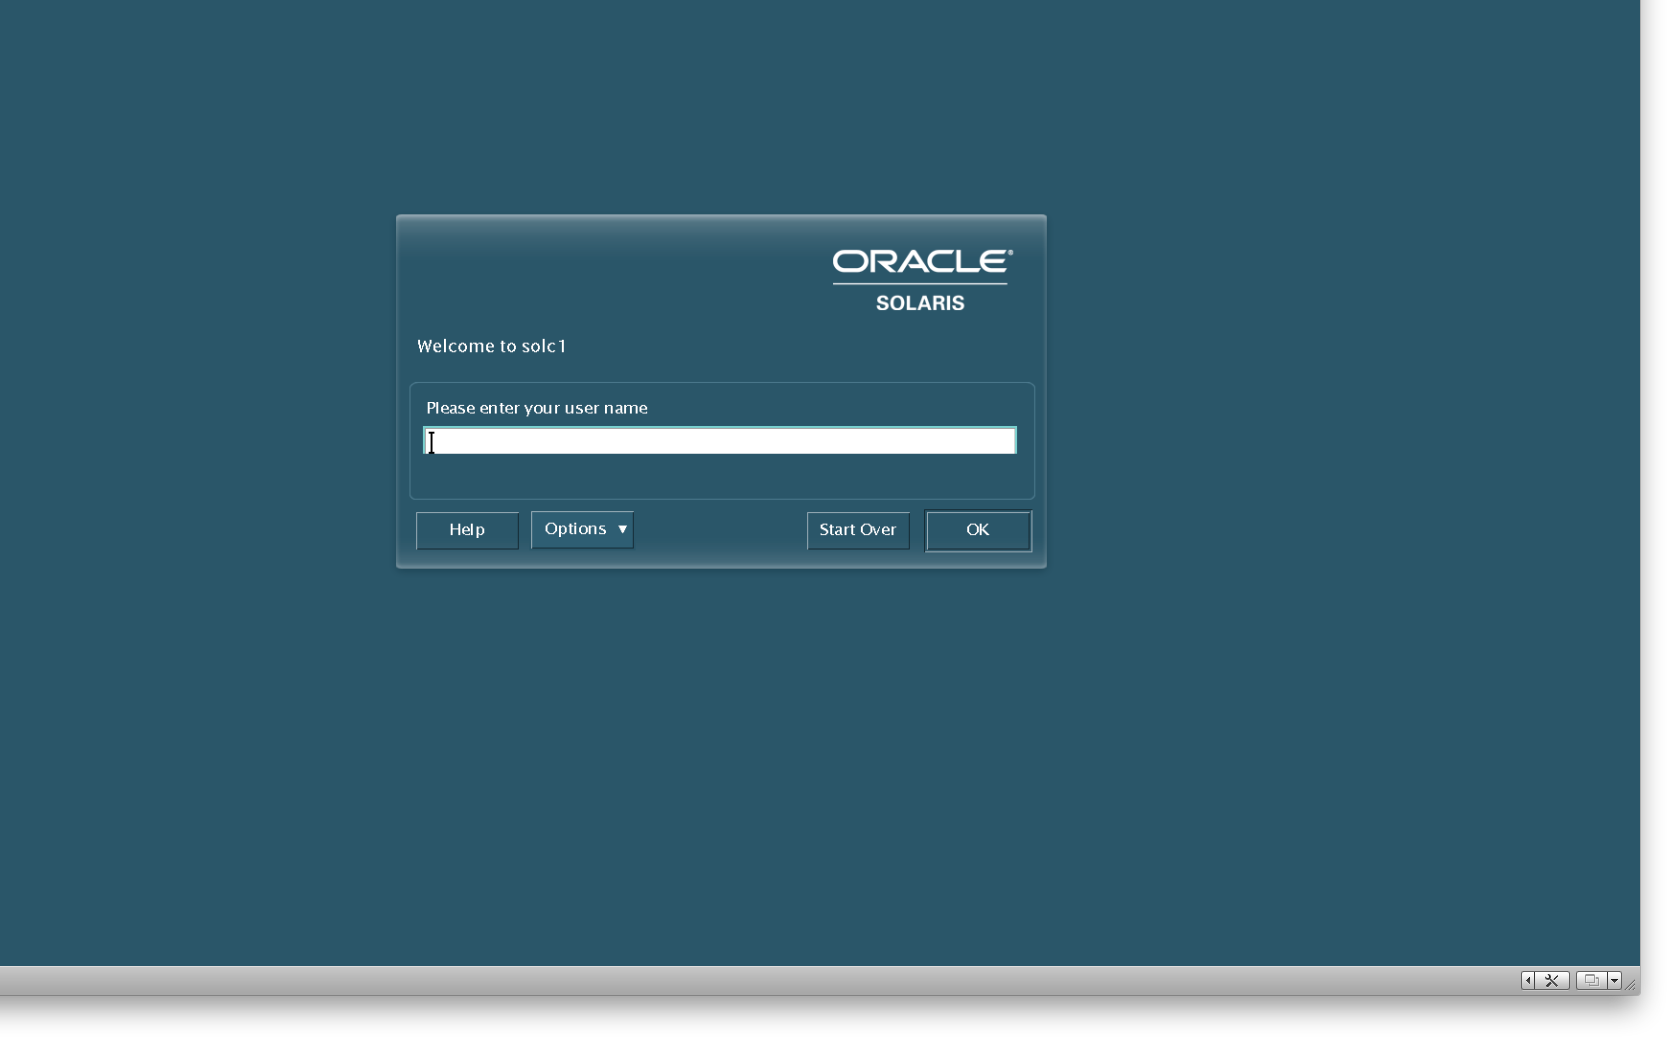 ORACLE®
SOLARIS
Welcome to solc1
Please enter your user name
Help Options ▼ Start Over OK